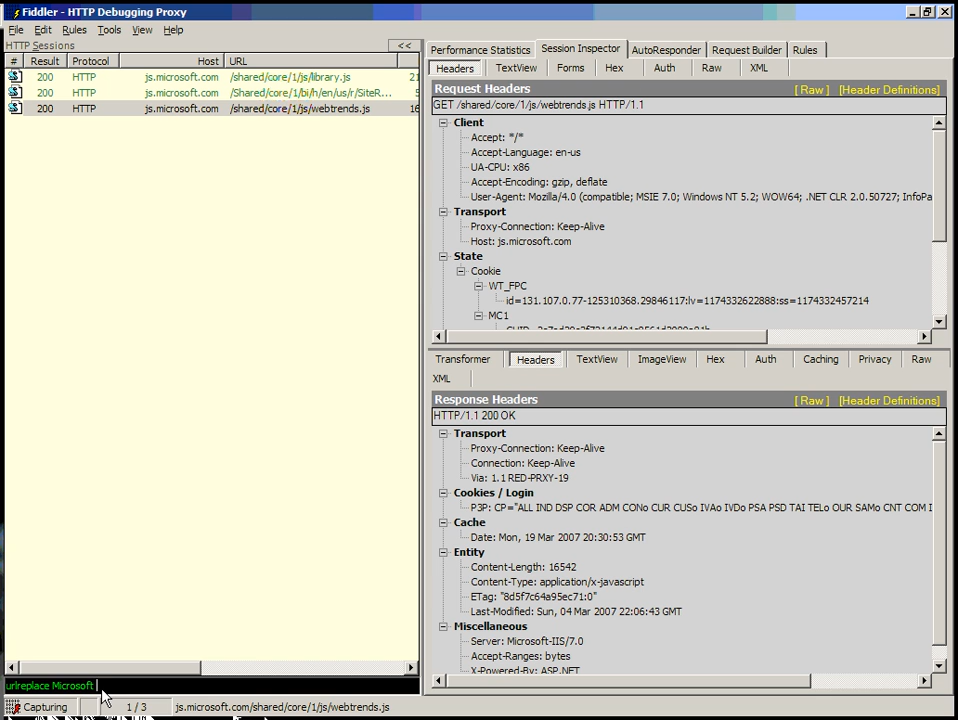 Fiddler - HTTP Debugging Proxy
File Edit Rules Tools View Help
HTTP Sessions <<
# Result Protocol Host URL
200 HTTP js.microsoft.com /shared/core/1/js/library.js 21
200 HTTP js.microsoft.com /Shared/core/1/bi/h/en/us/r/SiteR... 5
200 HTTP js.microsoft.com /shared/core/1/js/webtrends.js 16
urlreplace Microsoft
Capturing 1 / 3 js.microsoft.com/shared/core/1/js/webtrends.js
Performance Statistics Session Inspector AutoResponder Request Builder Rules
Headers TextView Forms Hex Auth Raw XML
Request Headers [ Raw ] [Header Definitions]
GET /shared/core/1/js/webtrends.js HTTP/1.1
Client
Accept: */*
Accept-Language: en-us
UA-CPU: x86
Accept-Encoding: gzip, deflate
User-Agent: Mozilla/4.0 (compatible; MSIE 7.0; Windows NT 5.2; WOW64; .NET CLR 2.0.50727; InfoPa
Transport
Proxy-Connection: Keep-Alive
Host: js.microsoft.com
State
Cookie
WT_FPC
id=131.107.0.77-125310368.29846117:lv=1174332622888:ss=1174332457214
MC1
Transformer Headers TextView ImageView Hex Auth Caching Privacy Raw
XML
Response Headers [ Raw ] [Header Definitions]
HTTP/1.1 200 OK
Transport
Proxy-Connection: Keep-Alive
Connection: Keep-Alive
Via: 1.1 RED-PRXY-19
Cookies / Login
P3P: CP="ALL IND DSP COR ADM CONo CUR CUSo IVAo IVDo PSA PSD TAI TELo OUR SAMo CNT COM I
Cache
Date: Mon, 19 Mar 2007 20:30:53 GMT
Entity
Content-Length: 16542
Content-Type: application/x-javascript
ETag: "8d5f7c64a95ec71:0"
Last-Modified: Sun, 04 Mar 2007 22:06:43 GMT
Miscellaneous
Server: Microsoft-IIS/7.0
Accept-Ranges: bytes
X-Powered-By: ASP.NET